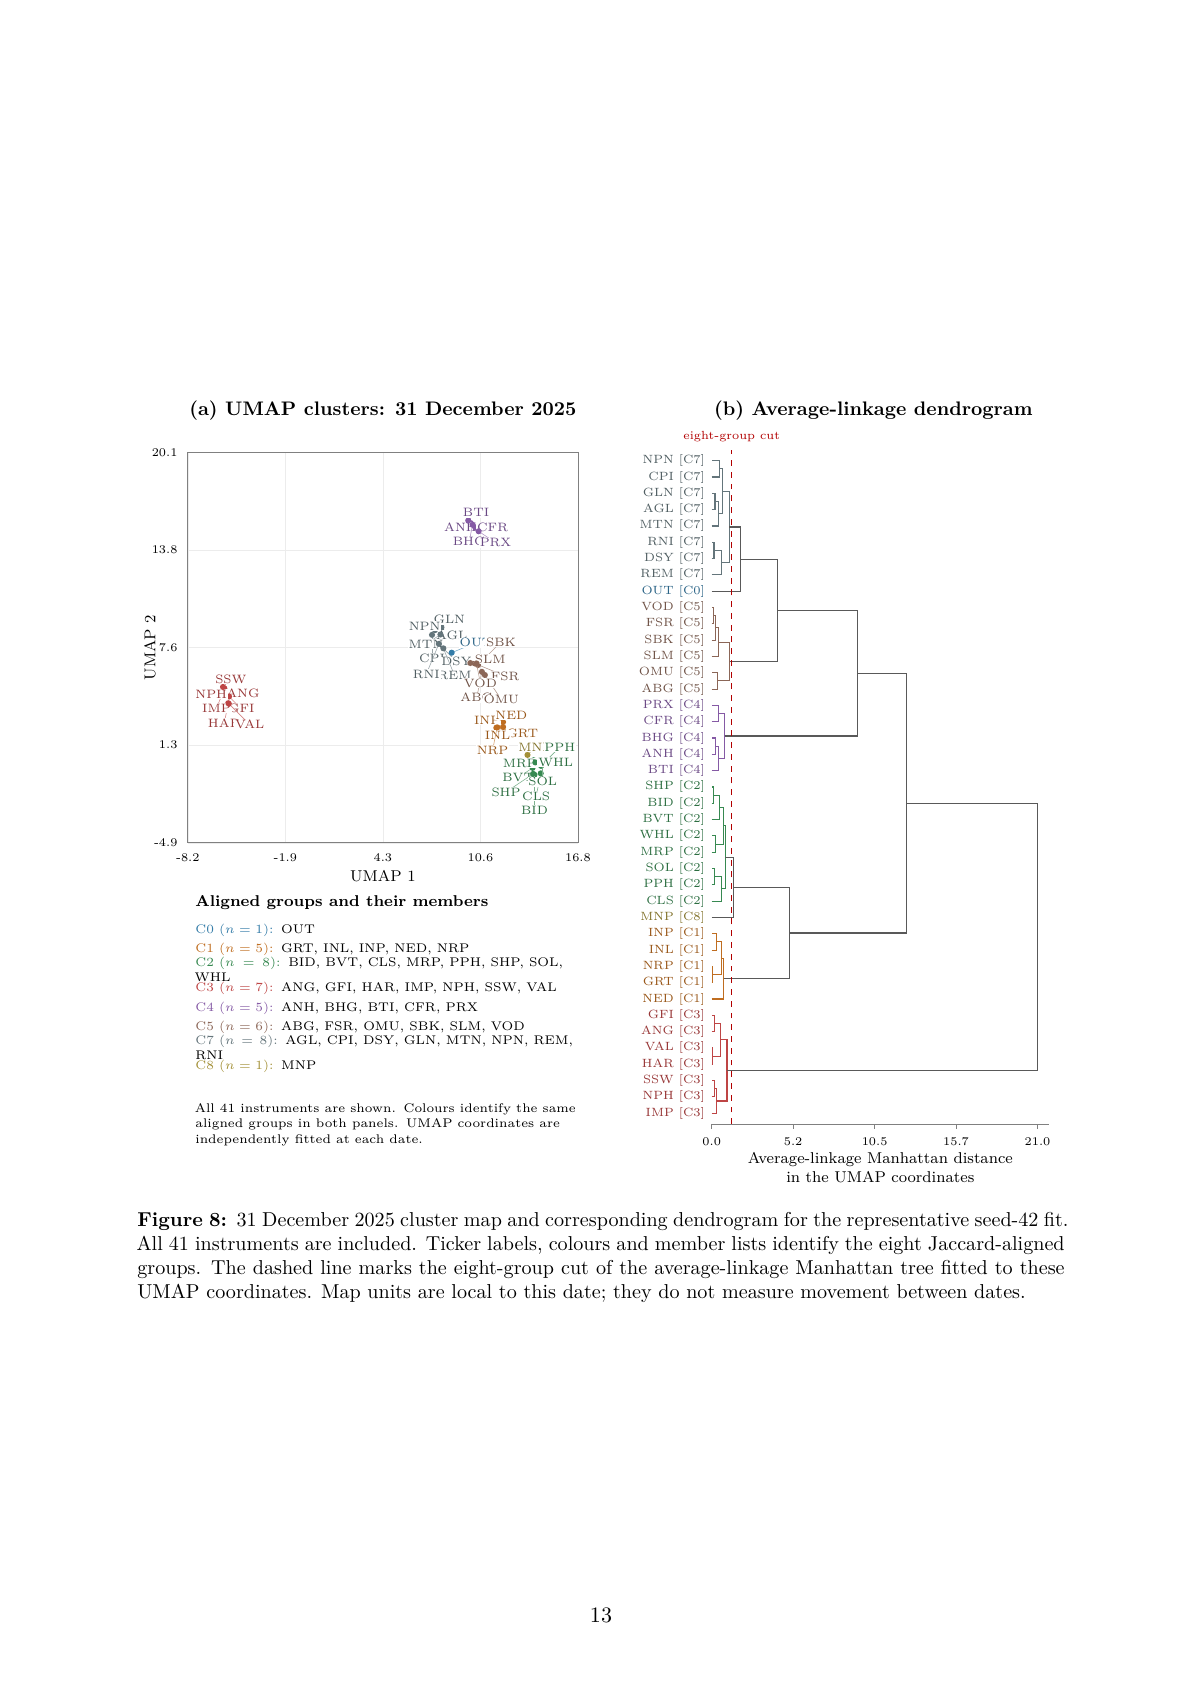 (a) UMAP clusters: 31 December 2025
20.1
13.8
7.6
1.3
-4.9
-8.2
-1.9
4.3
10.6
16.8
UMAP 2
UMAP 1
BTI
CFR
PRX
GLN
NPN
SBK
DSY
SLM
RNI
REM
VOD
FSR
OMU
SSW
NPH
ANG
VAL
NED
INL
GRT
NRP
PPH
WHL
SOL
SHP
CLS
BID
Aligned groups and their members
C0 (n = 1): OUT
C1 (n = 5): GRT, INL, INP, NED, NRP
C2 (n = 8): BID, BVT, CLS, MRP, PPH, SHP, SOL,
WHL
C3 (n = 7): ANG, GFI, HAR, IMP, NPH, SSW, VAL
C4 (n = 5): ANH, BHG, BTI, CFR, PRX
C5 (n = 6): ABG, FSR, OMU, SBK, SLM, VOD
C7 (n = 8): AGL, CPI, DSY, GLN, MTN, NPN, REM,
RNI
C8 (n = 1): MNP
All 41 instruments are shown. Colours identify the same
aligned groups in both panels. UMAP coordinates are
independently fitted at each date.
(b) Average-linkage dendrogram
eight-group cut
NPN [C7]
CPI [C7]
GLN [C7]
AGL [C7]
MTN [C7]
RNI [C7]
DSY [C7]
REM [C7]
OUT [C0]
VOD [C5]
FSR [C5]
SBK [C5]
SLM [C5]
OMU [C5]
ABG [C5]
PRX [C4]
CFR [C4]
BHG [C4]
ANH [C4]
BTI [C4]
SHP [C2]
BID [C2]
BVT [C2]
WHL [C2]
MRP [C2]
SOL [C2]
PPH [C2]
CLS [C2]
MNP [C8]
INP [C1]
INL [C1]
NRP [C1]
GRT [C1]
NED [C1]
GFI [C3]
ANG [C3]
VAL [C3]
HAR [C3]
SSW [C3]
NPH [C3]
IMP [C3]
0.0
5.2
10.5
15.7
21.0
Average-linkage Manhattan distance
in the UMAP coordinates
Figure 8: 31 December 2025 cluster map and corresponding dendrogram for the representative seed-42 fit.
All 41 instruments are included. Ticker labels, colours and member lists identify the eight Jaccard-aligned
groups. The dashed line marks the eight-group cut of the average-linkage Manhattan tree fitted to these
UMAP coordinates. Map units are local to this date; they do not measure movement between dates.
13